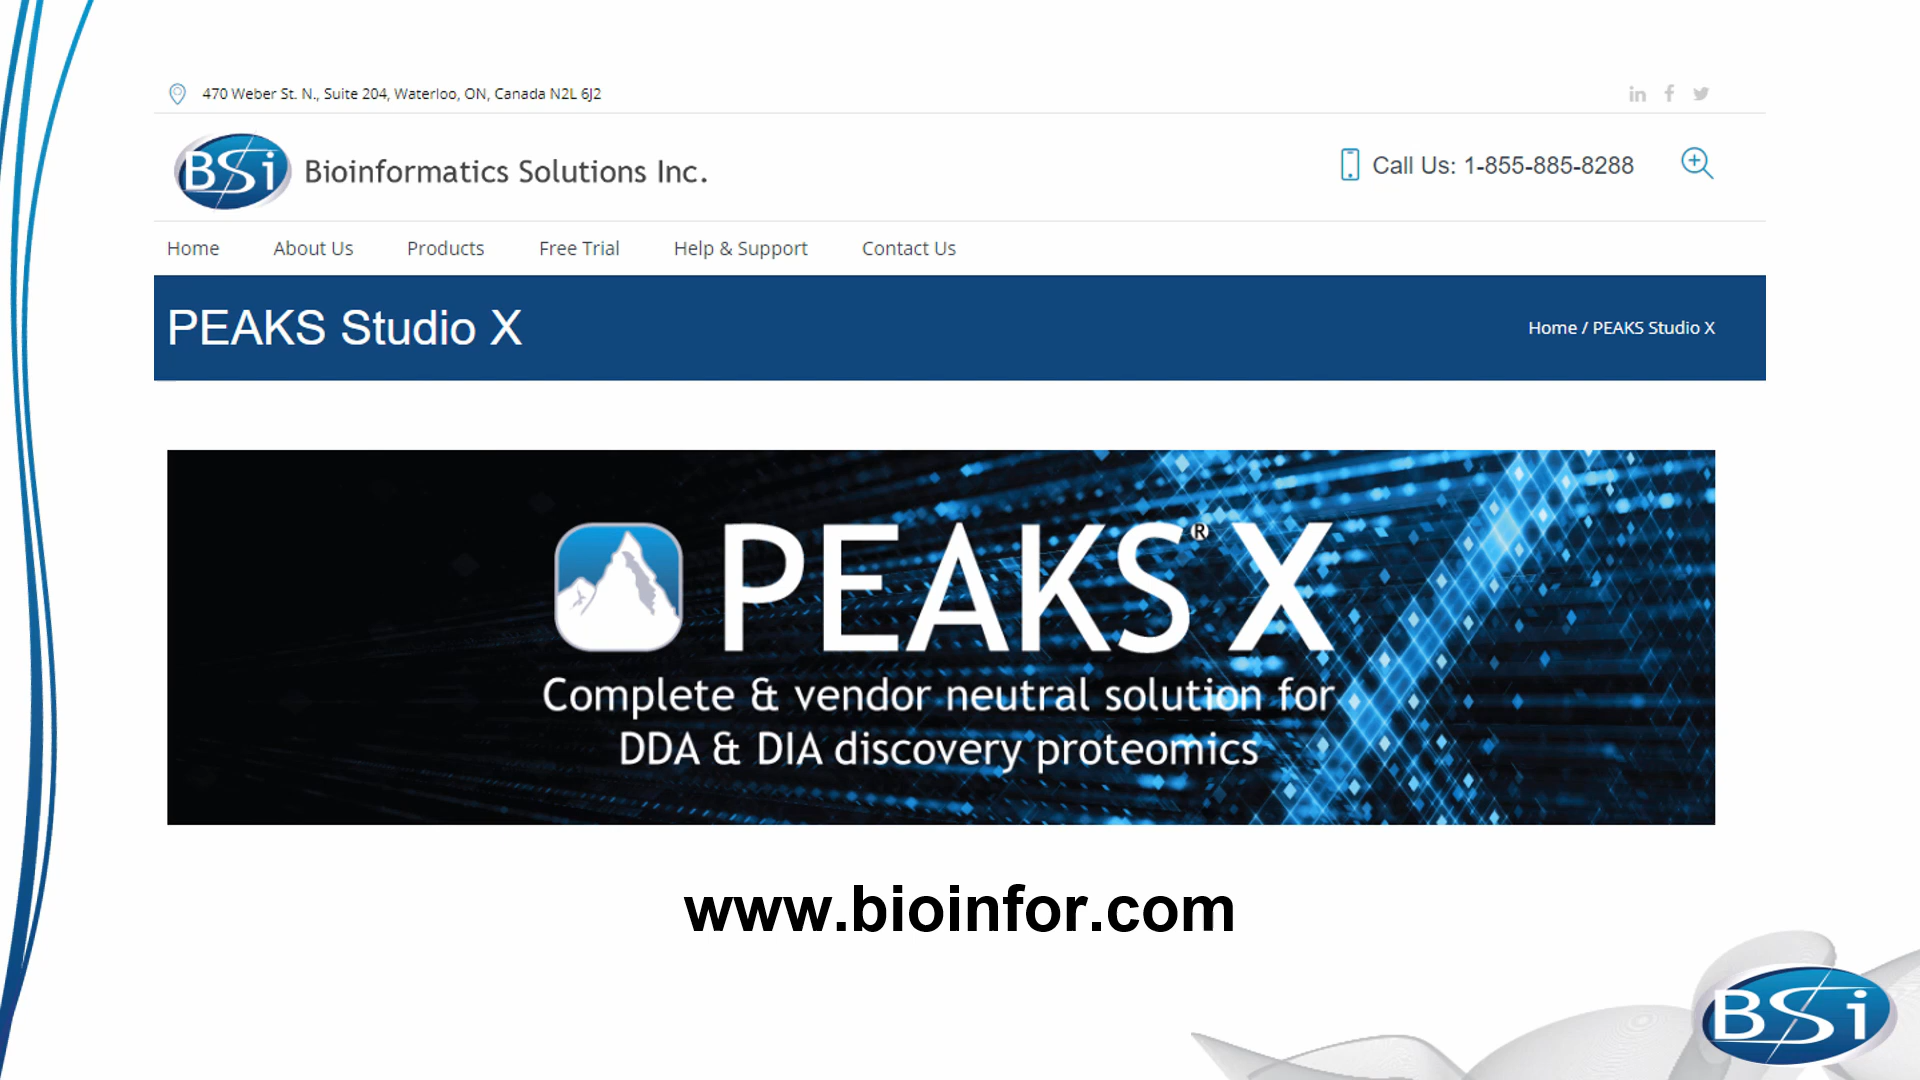 470 Weber St. N., Suite 204, Waterloo, ON, Canada N2L 6J2
in f
BSi Bioinformatics Solutions Inc.
Call Us: 1-855-885-8288
Home About Us Products Free Trial Help & Support Contact Us
PEAKS Studio X
Home / PEAKS Studio X
PEAKS® X
Complete & vendor neutral solution for
DDA & DIA discovery proteomics
www.bioinfor.com
BSi